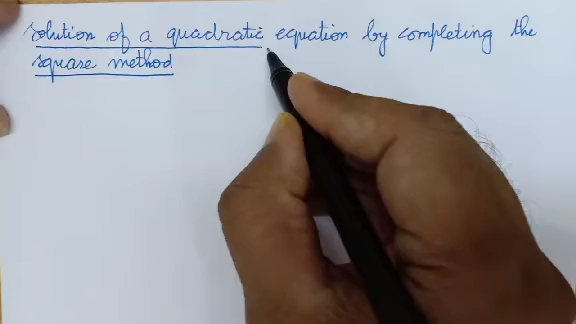 solution of a quadratic equation by completing the
square method